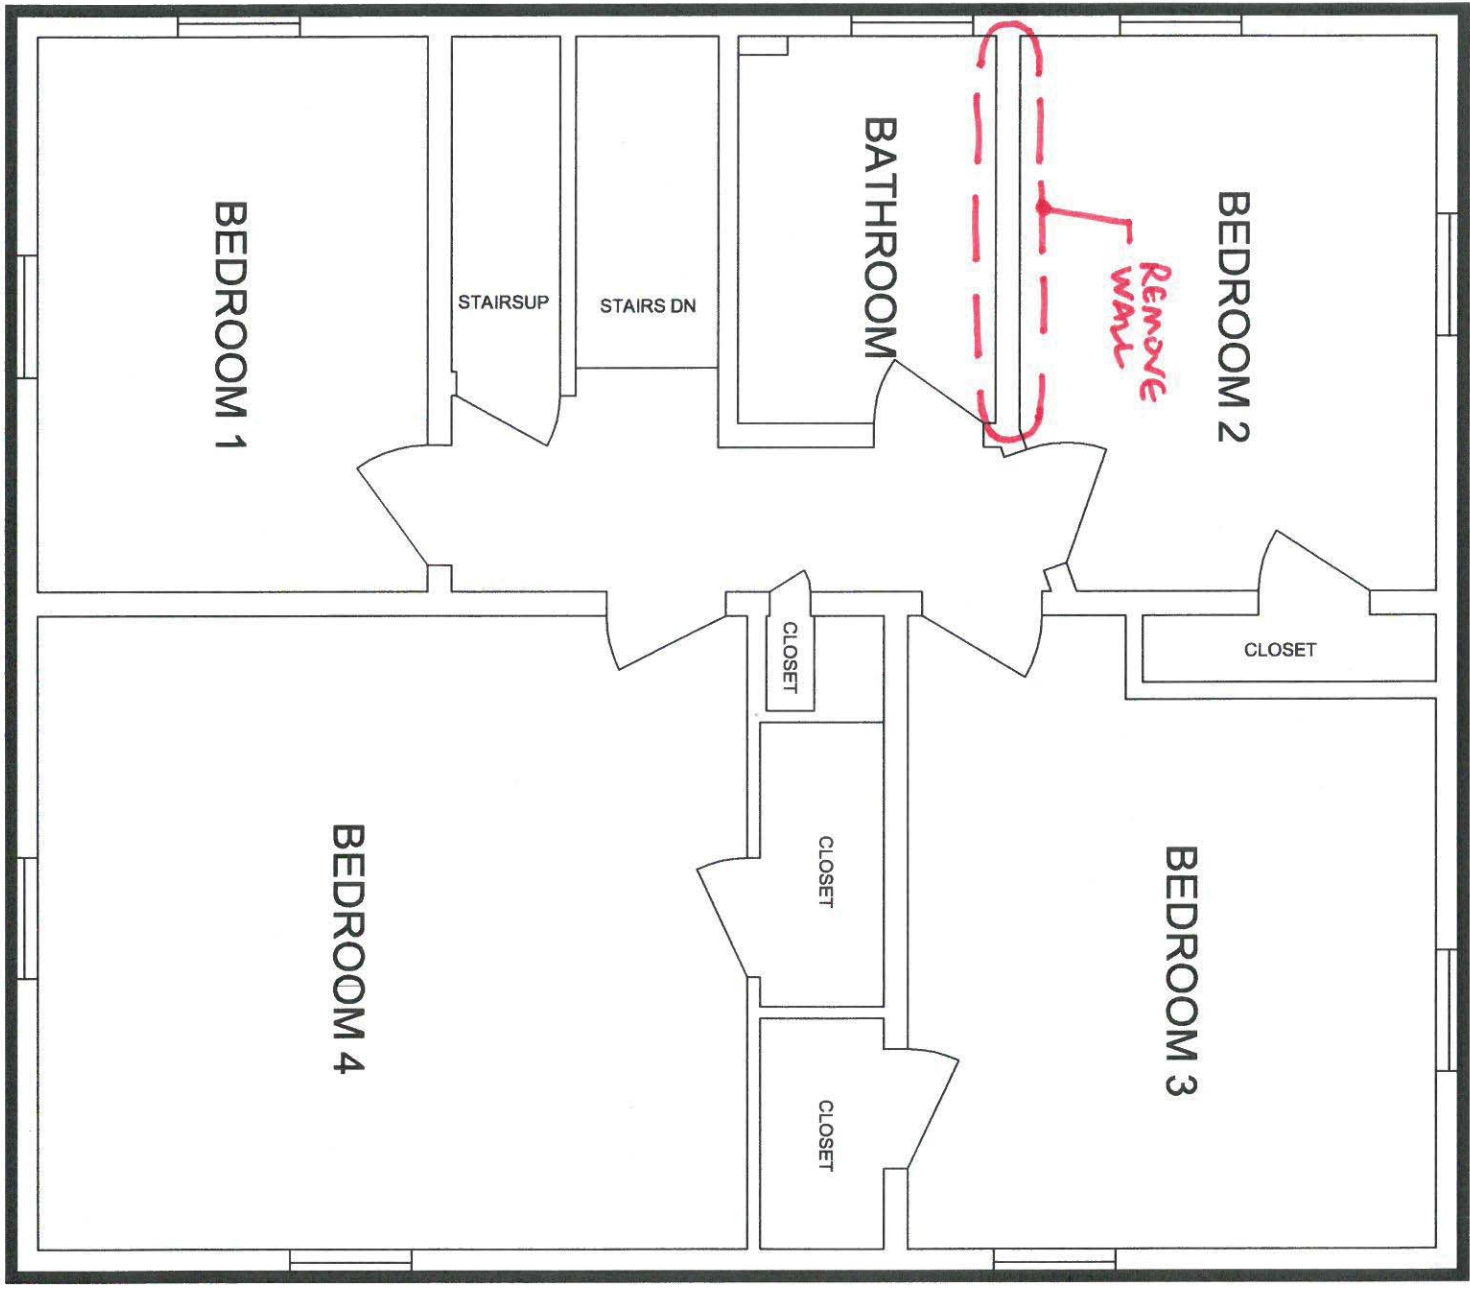 BEDROOM 1
STAIRSUP
STAIRS DN
BATHROOM
REMOVE
WALL
BEDROOM 2
CLOSET
CLOSET
CLOSET
CLOSET
BEDROOM 4
BEDROOM 3